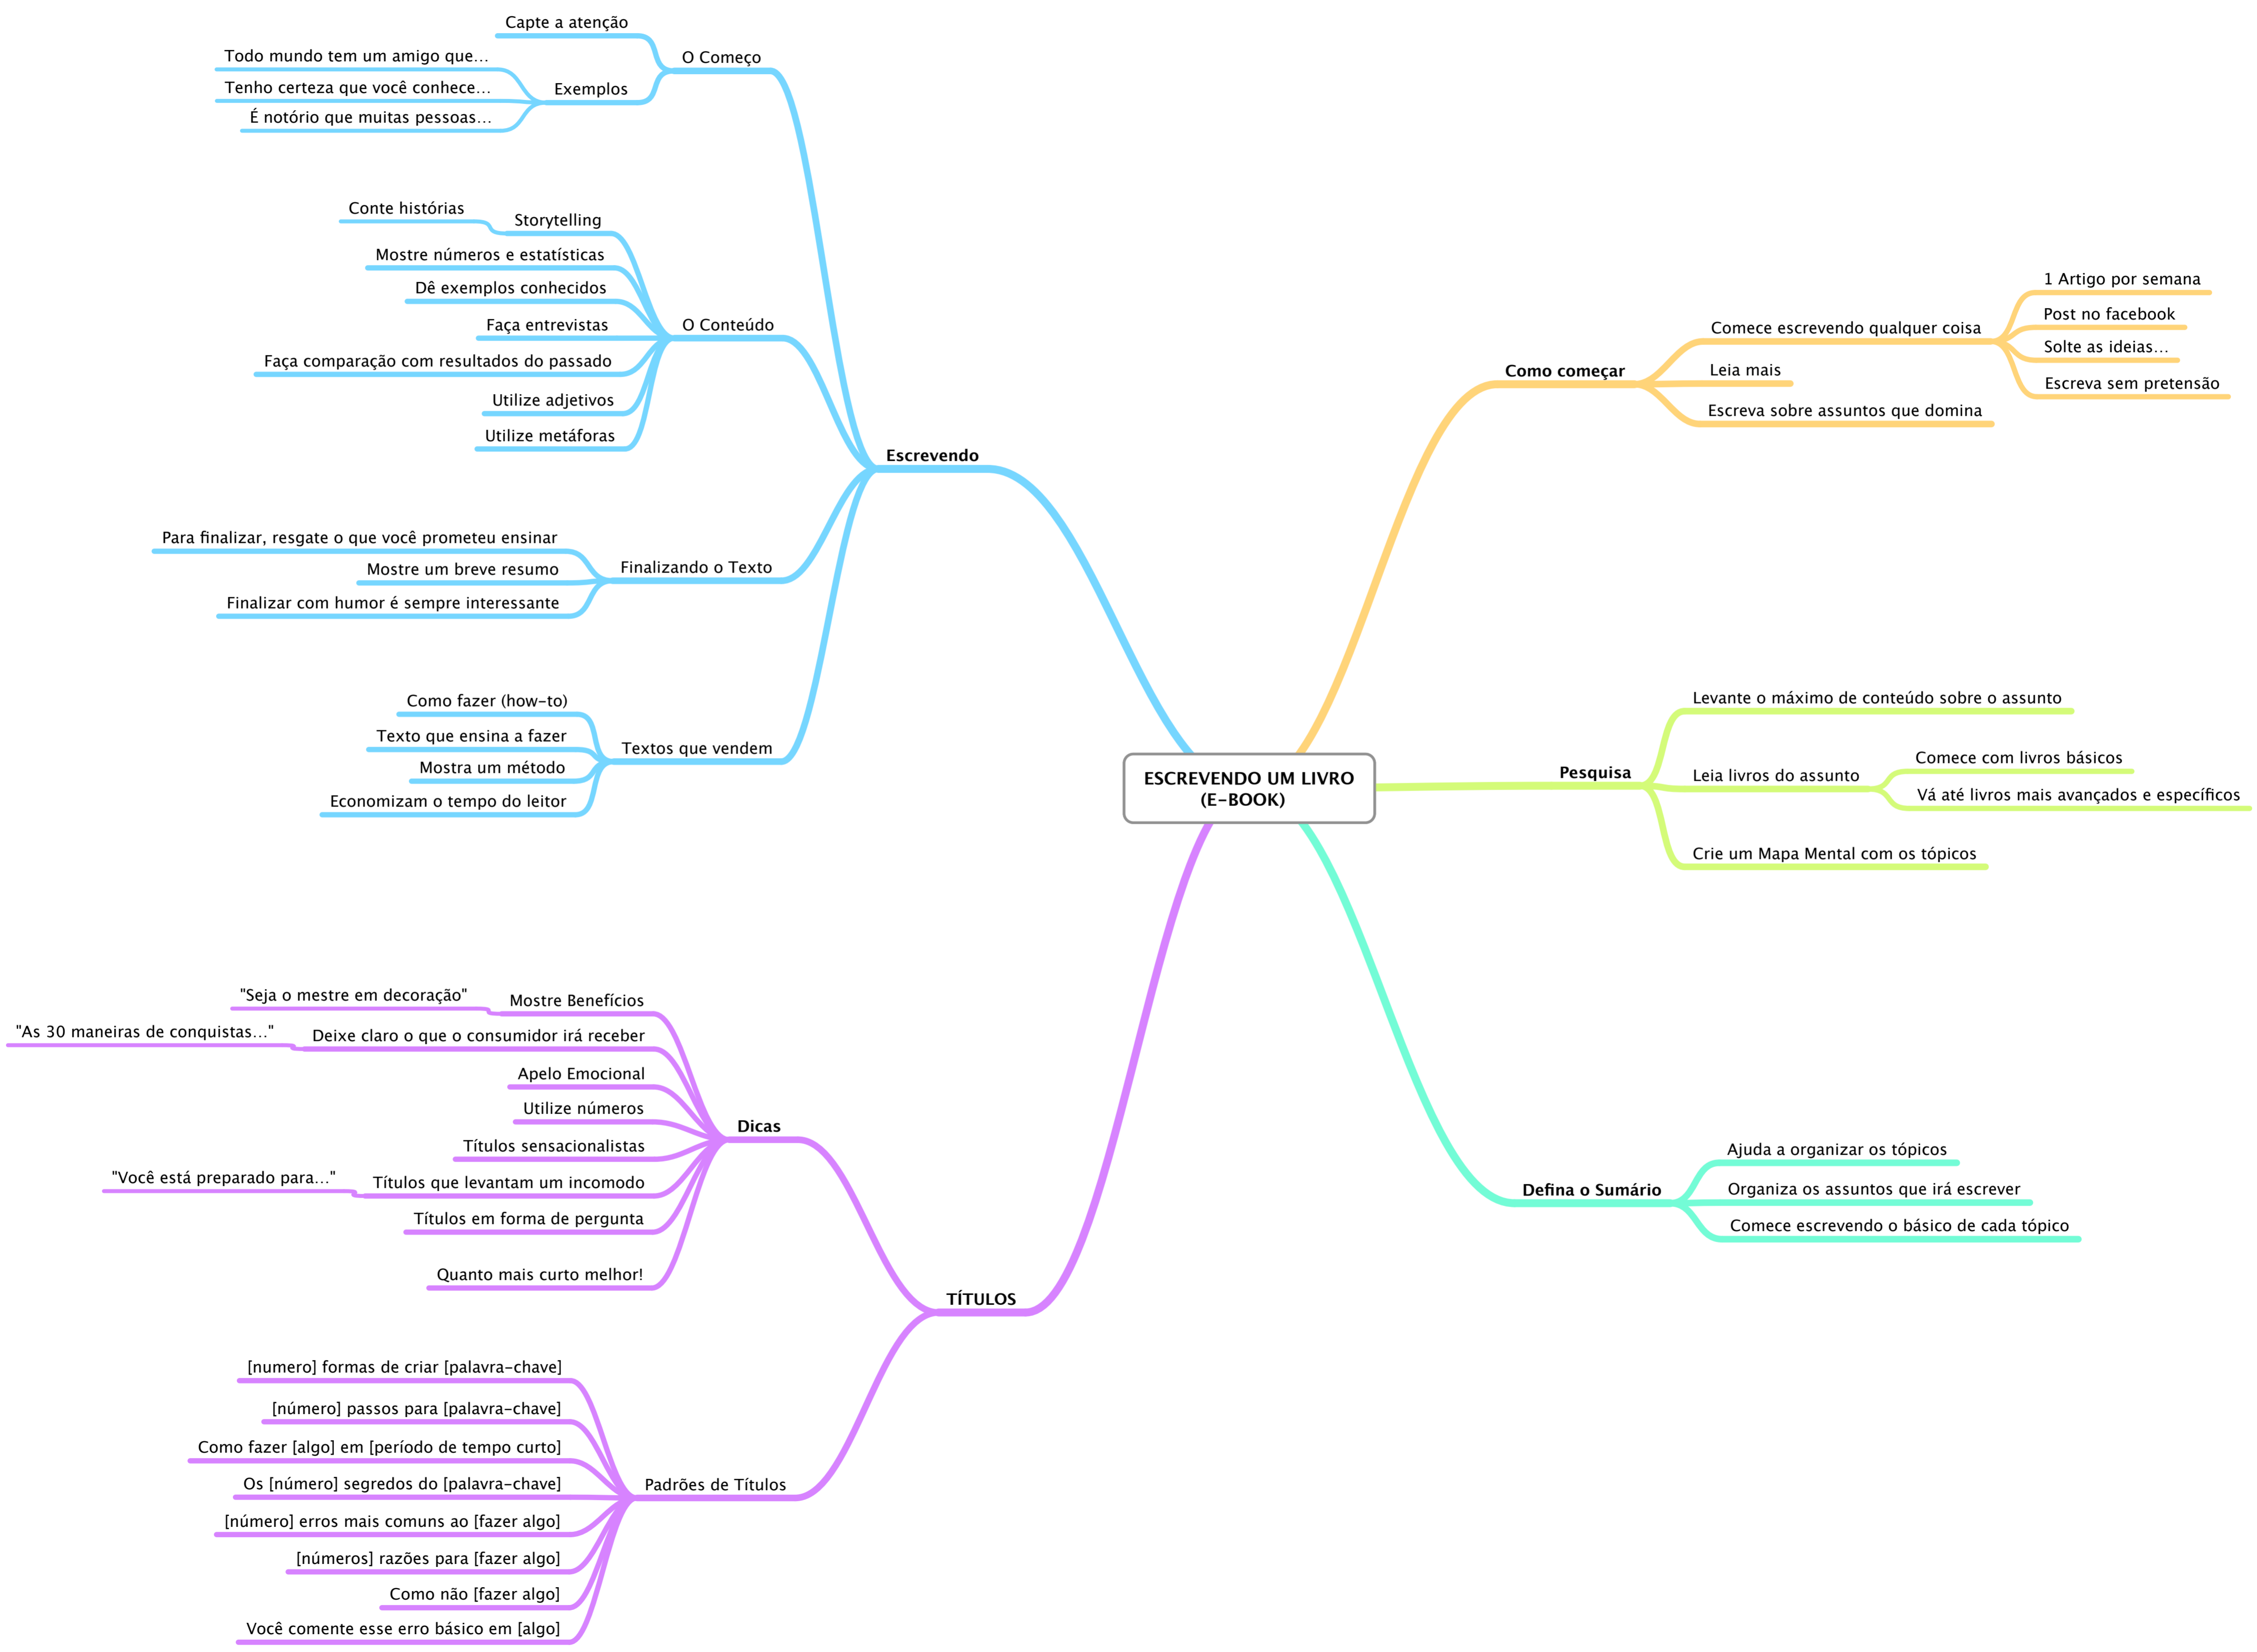 ESCREVENDO UM LIVRO
(E-BOOK)
Como começar
Comece escrevendo qualquer coisa
1 Artigo por semana
Post no facebook
Solte as ideias...
Escreva sem pretensão
Leia mais
Escreva sobre assuntos que domina
Pesquisa
Levante o máximo de conteúdo sobre o assunto
Leia livros do assunto
Comece com livros básicos
Vá até livros mais avançados e específicos
Crie um Mapa Mental com os tópicos
Defina o Sumário
Ajuda a organizar os tópicos
Organiza os assuntos que irá escrever
Comece escrevendo o básico de cada tópico
Escrevendo
O Começo
Capte a atenção
Exemplos
Todo mundo tem um amigo que...
Tenho certeza que você conhece...
É notório que muitas pessoas...
O Conteúdo
Storytelling
Conte histórias
Mostre números e estatísticas
Dê exemplos conhecidos
Faça entrevistas
Faça comparação com resultados do passado
Utilize adjetivos
Utilize metáforas
Finalizando o Texto
Para finalizar, resgate o que você prometeu ensinar
Mostre um breve resumo
Finalizar com humor é sempre interessante
Textos que vendem
Como fazer (how-to)
Texto que ensina a fazer
Mostra um método
Economizam o tempo do leitor
TÍTULOS
Dicas
Mostre Benefícios
"Seja o mestre em decoração"
Deixe claro o que o consumidor irá receber
"As 30 maneiras de conquistas..."
Apelo Emocional
Utilize números
Títulos sensacionalistas
Títulos que levantam um incomodo
"Você está preparado para..."
Títulos em forma de pergunta
Quanto mais curto melhor!
Padrões de Títulos
[numero] formas de criar [palavra-chave]
[número] passos para [palavra-chave]
Como fazer [algo] em [período de tempo curto]
Os [número] segredos do [palavra-chave]
[número] erros mais comuns ao [fazer algo]
[números] razões para [fazer algo]
Como não [fazer algo]
Você comente esse erro básico em [algo]